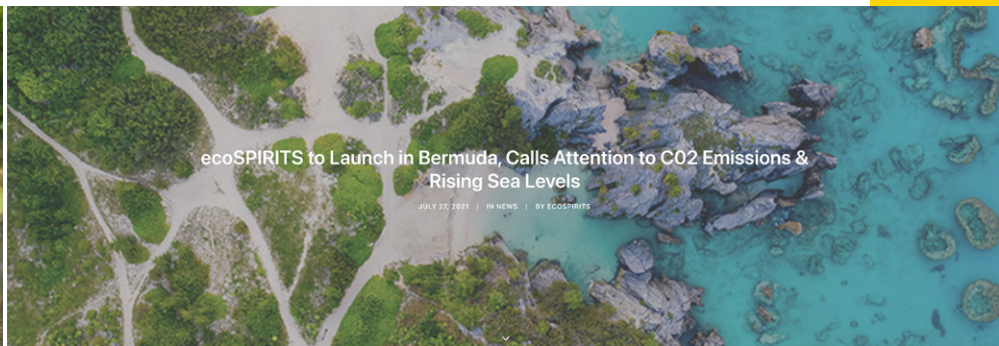 ecoSPIRITS to Launch in Bermuda, Calls Attention to C02 Emissions &
Rising Sea Levels
JULY 27, 2021 | IN NEWS | BY ECOSPIRITS